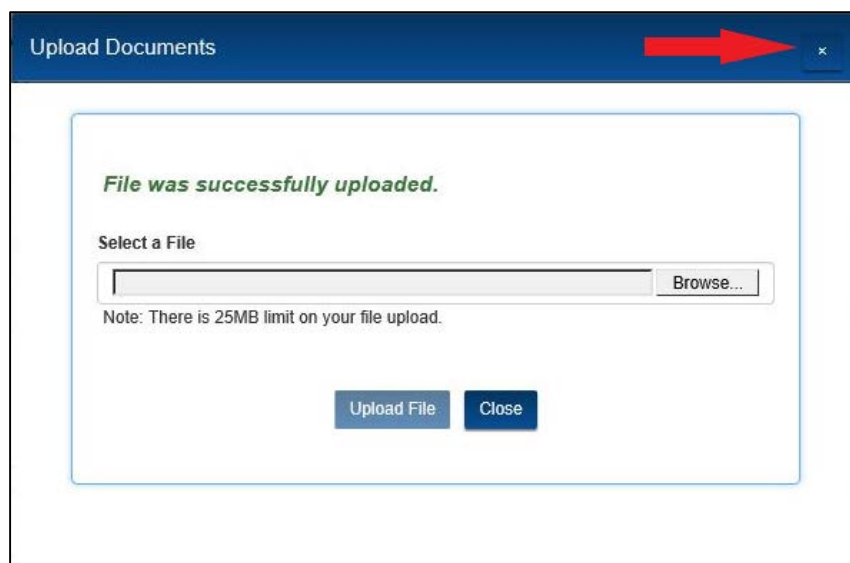 Upload Documents
×
File was successfully uploaded.
Select a File
Browse...
Note: There is 25MB limit on your file upload.
Upload File
Close